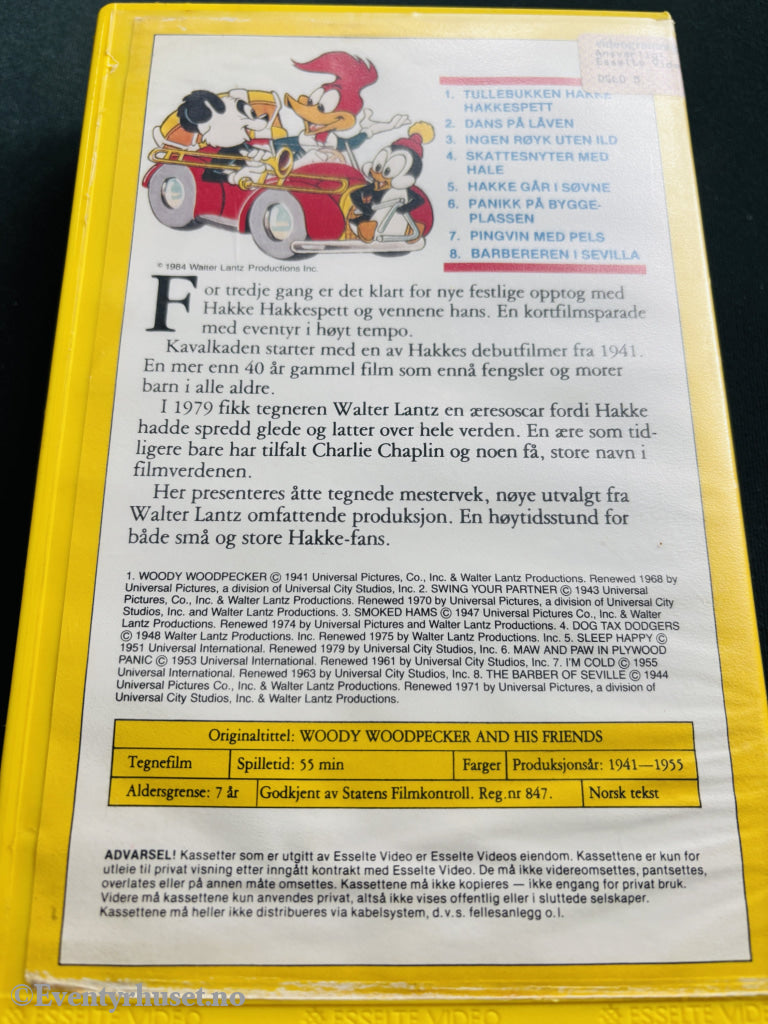 videogram
Ansvarlig
Esselte Vid
OSLO 5
1. TULLEBUKKEN HAKKE
HAKKESPETT
2. DANS PÅ LÅVEN
3. INGEN RØYK UTEN ILD
4. SKATTESNYTER MED
HALE
5. HAKKE GÅR I SØVNE
6. PANIKK PÅ BYGGE-
PLASSEN
7. PINGVIN MED PELS
8. BARBEREREN I SEVILLA
© 1984 Walter Lantz Productions Inc.
For tredje gang er det klart for nye festlige opptog med
Hakke Hakkespett og vennene hans. En kortfilmsparade
med eventyr i høyt tempo.
Kavalkaden starter med en av Hakkes debutfilmer fra 1941.
En mer enn 40 år gammel film som ennå fengsler og morer
barn i alle aldre.
I 1979 fikk tegneren Walter Lantz en æresoscar fordi Hakke
hadde spredd glede og latter over hele verden. En ære som tid-
ligere bare har tilfalt Charlie Chaplin og noen få, store navn i
filmverdenen.
Her presenteres åtte tegnede mestervek, nøye utvalgt fra
Walter Lantz omfattende produksjon. En høytidsstund for
både små og store Hakke-fans.
1. WOODY WOODPECKER © 1941 Universal Pictures, Co., Inc. & Walter Lantz Productions. Renewed 1968 by
Universal Pictures, a division of Universal City Studios, Inc. 2. SWING YOUR PARTNER © 1943 Universal
Pictures, Co., Inc. & Walter Lantz Productions. Renewed 1970 by Universal Pictures, a division of Universal City
Studios, Inc. and Walter Lantz Productions. 3. SMOKED HAMS © 1947 Universal Pictures Co., Inc. & Walter
Lantz Productions. Renewed 1974 by Universal Pictures and Walter Lantz Productions. 4. DOG TAX DODGERS
© 1948 Walter Lantz Productions. Inc. Renewed 1975 by Walter Lantz Productions. Inc. 5. SLEEP HAPPY ©
1951 Universal International. Renewed 1979 by Universal City Studios, Inc. 6. MAW AND PAW IN PLYWOOD
PANIC © 1953 Universal International. Renewed 1961 by Universal City Studios, Inc. 7. I'M COLD © 1955
Universal International. Renewed 1963 by Universal City Studios, Inc. 8. THE BARBER OF SEVILLE © 1944
Universal Pictures Co., Inc. & Walter Lantz Productions. Renewed 1971 by Universal Pictures, a division of
Universal City Studios, Inc. & Walter Lantz Productions.
Originaltittel: WOODY WOODPECKER AND HIS FRIENDS
Tegnefilm Spilletid: 55 min Farger Produksjonsår: 1941—1955
Aldersgrense: 7 år Godkjent av Statens Filmkontroll. Reg.nr 847. Norsk tekst
ADVARSEL! Kassetter som er utgitt av Esselte Video er Esselte Videos eiendom. Kassettene er kun for
utleie til privat visning etter inngått kontrakt med Esselte Video. De må ikke videreomsettes, pantsettes,
overlates eller på annen måte omsettes. Kassettene må ikke kopieres — ikke engang for privat bruk.
Videre må kassettene kun anvendes privat, altså ikke vises offentlig eller i sluttede selskaper.
Kassettene må heller ikke distribueres via kabelsystem, d.v.s. fellesanlegg o.l.
©Eventyrhuset.no
ESSELTE VIDEO ESSELTE VIDEO